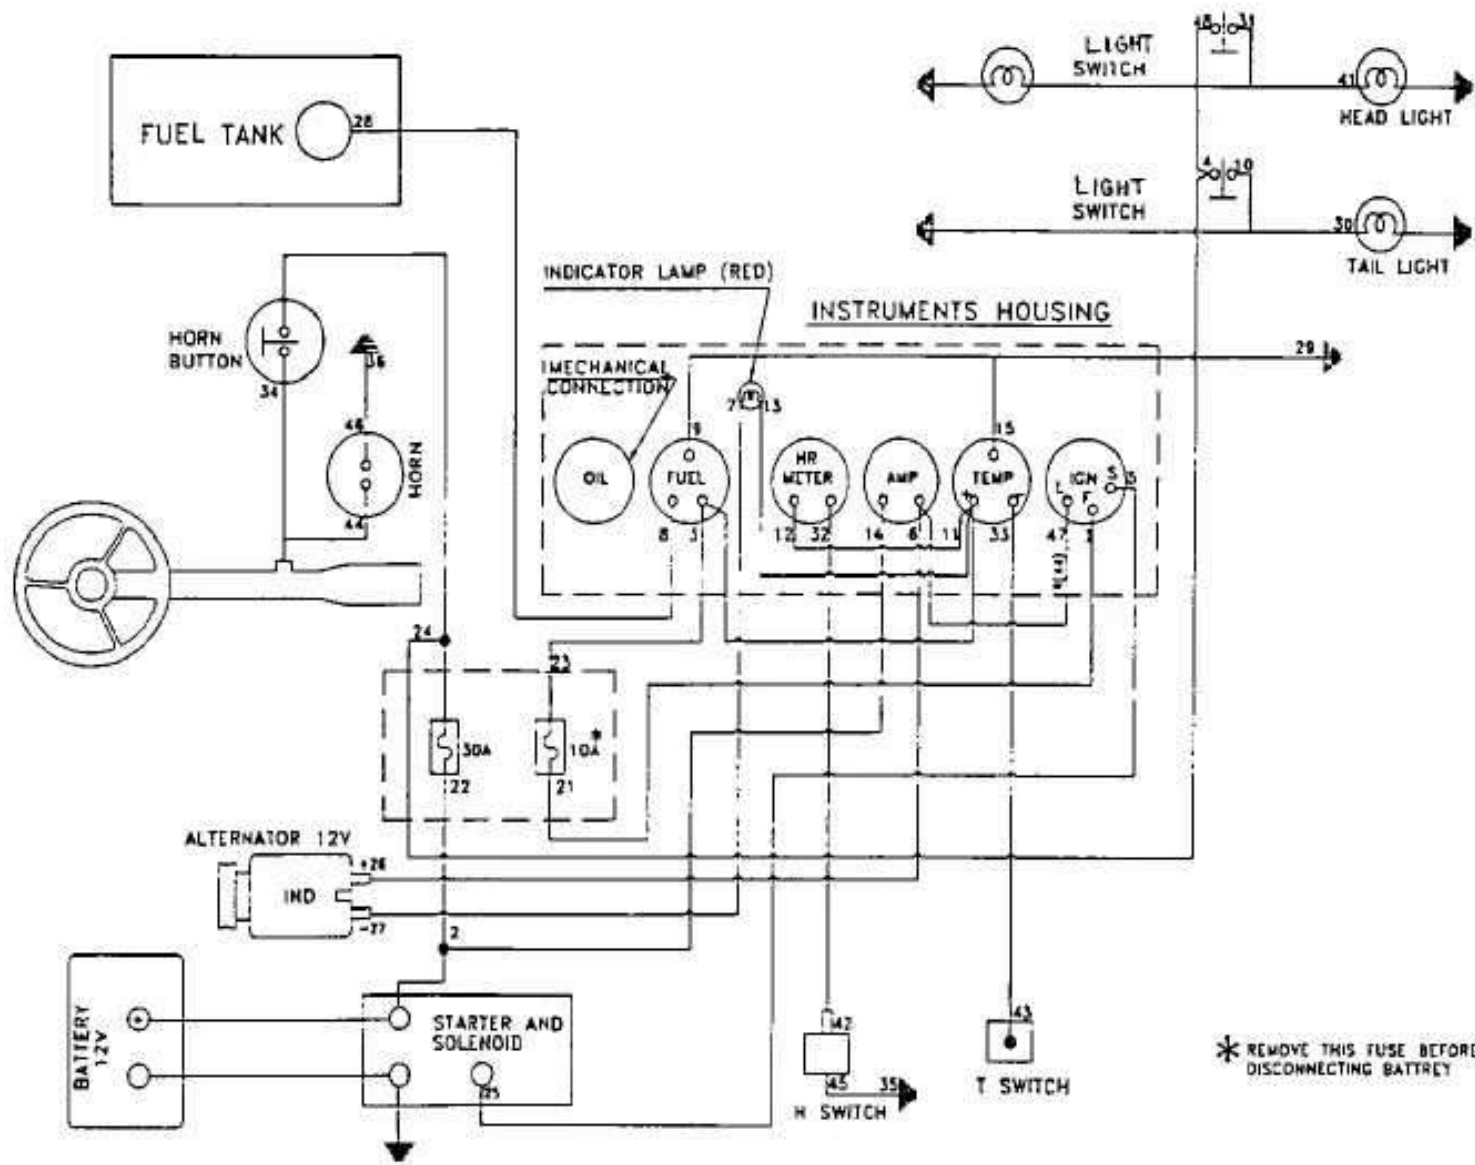 48 31
LIGHT
SWITCH
41
HEAD LIGHT
FUEL TANK
28
4 10
LIGHT
SWITCH
30
TAIL LIGHT
INDICATOR LAMP (RED)
INSTRUMENTS HOUSING
HORN
BUTTON
34
36
46
HORN
44
MECHANICAL
CONNECTION
29
7 13
9
15
OIL
FUEL
HR
METER
AMP
TEMP
+ -
IGN
L F S
5
8 3 12 32 14 6 11 33 47 1
24
23
30A
22
10A *
21
ALTERNATOR 12V
+26
IND
-27
2
BATTERY
12V
+
STARTER AND
SOLENOID
25
42
45
35
H SWITCH
43
T SWITCH
* REMOVE THIS FUSE BEFORE
DISCONNECTING BATTREY